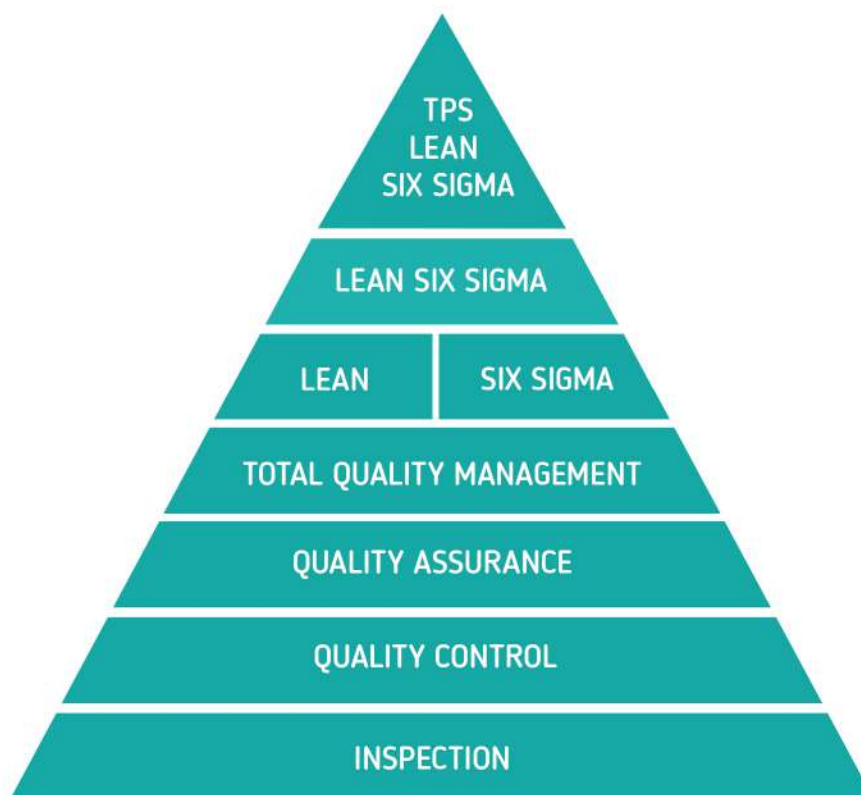 TPS
LEAN
SIX SIGMA
LEAN SIX SIGMA
LEAN
SIX SIGMA
TOTAL QUALITY MANAGEMENT
QUALITY ASSURANCE
QUALITY CONTROL
INSPECTION